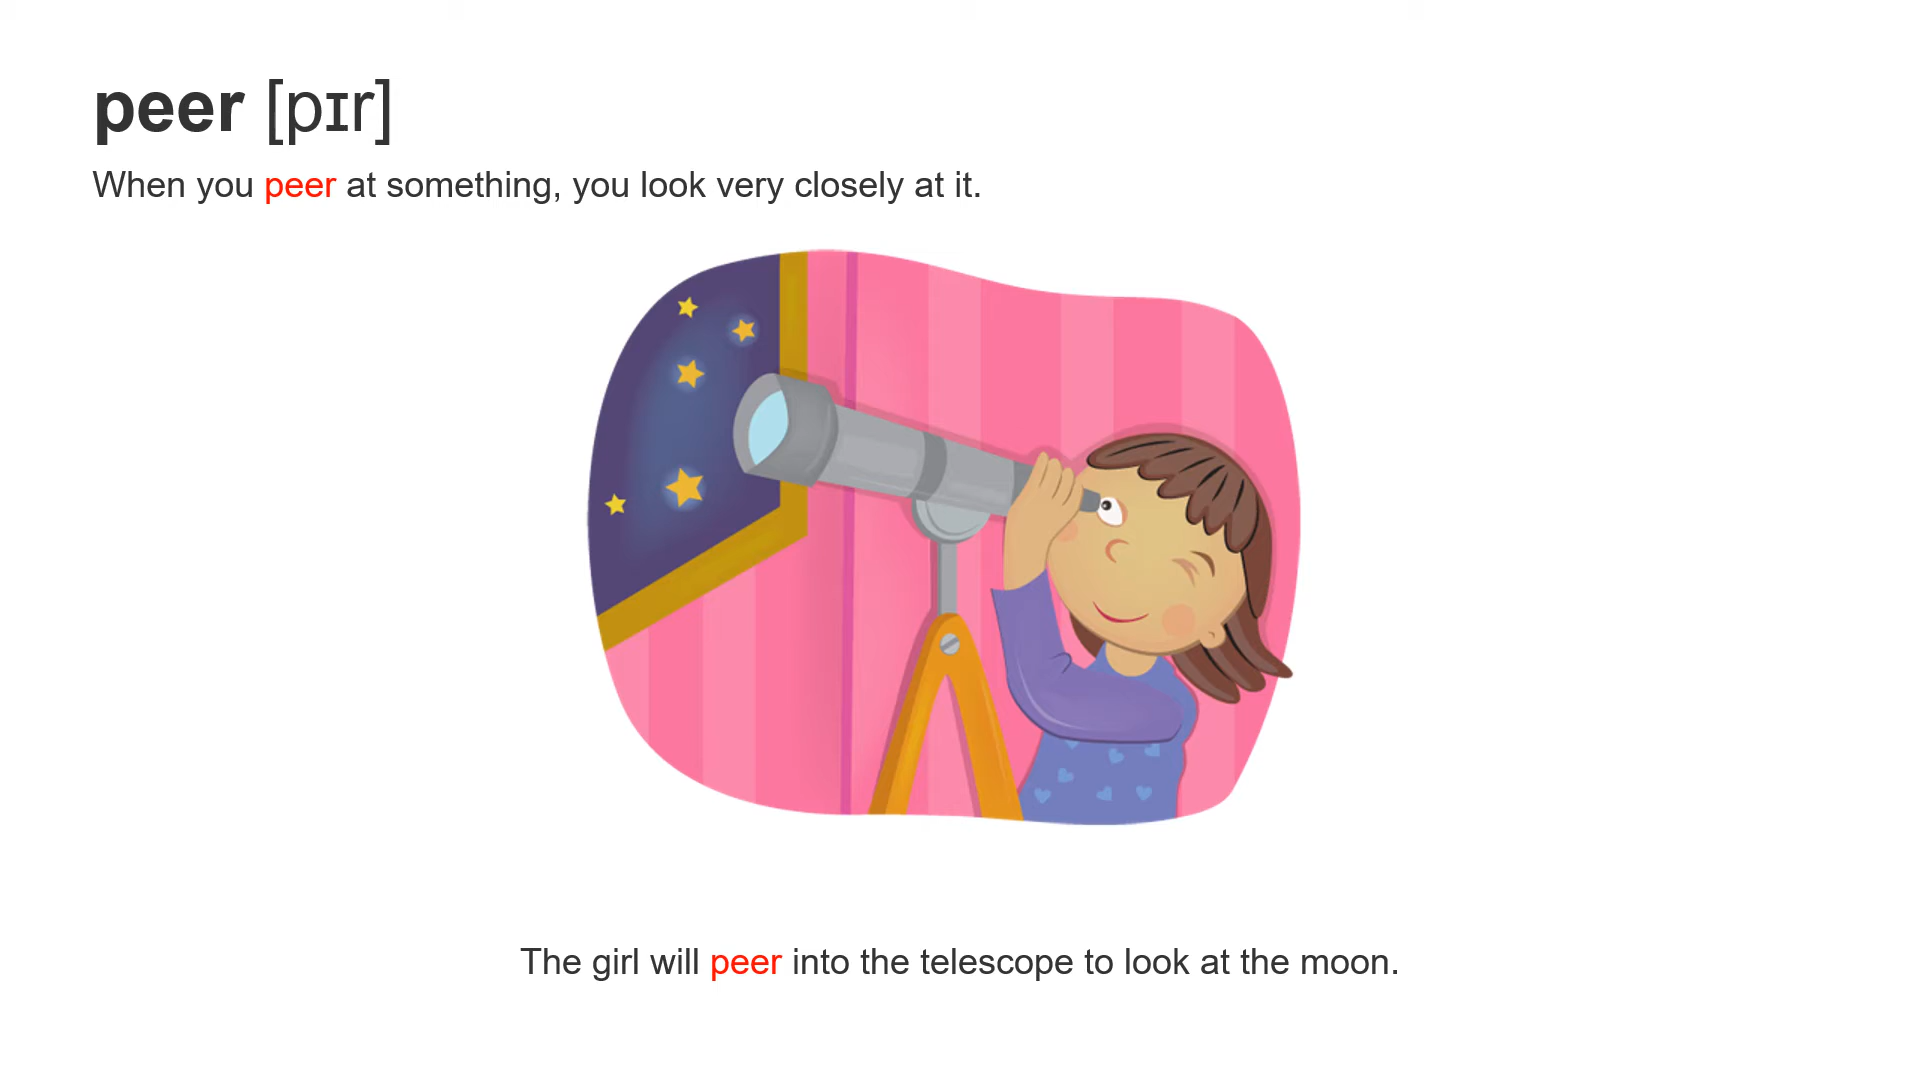 peer [pɪr]
When you peer at something, you look very closely at it.
The girl will peer into the telescope to look at the moon.